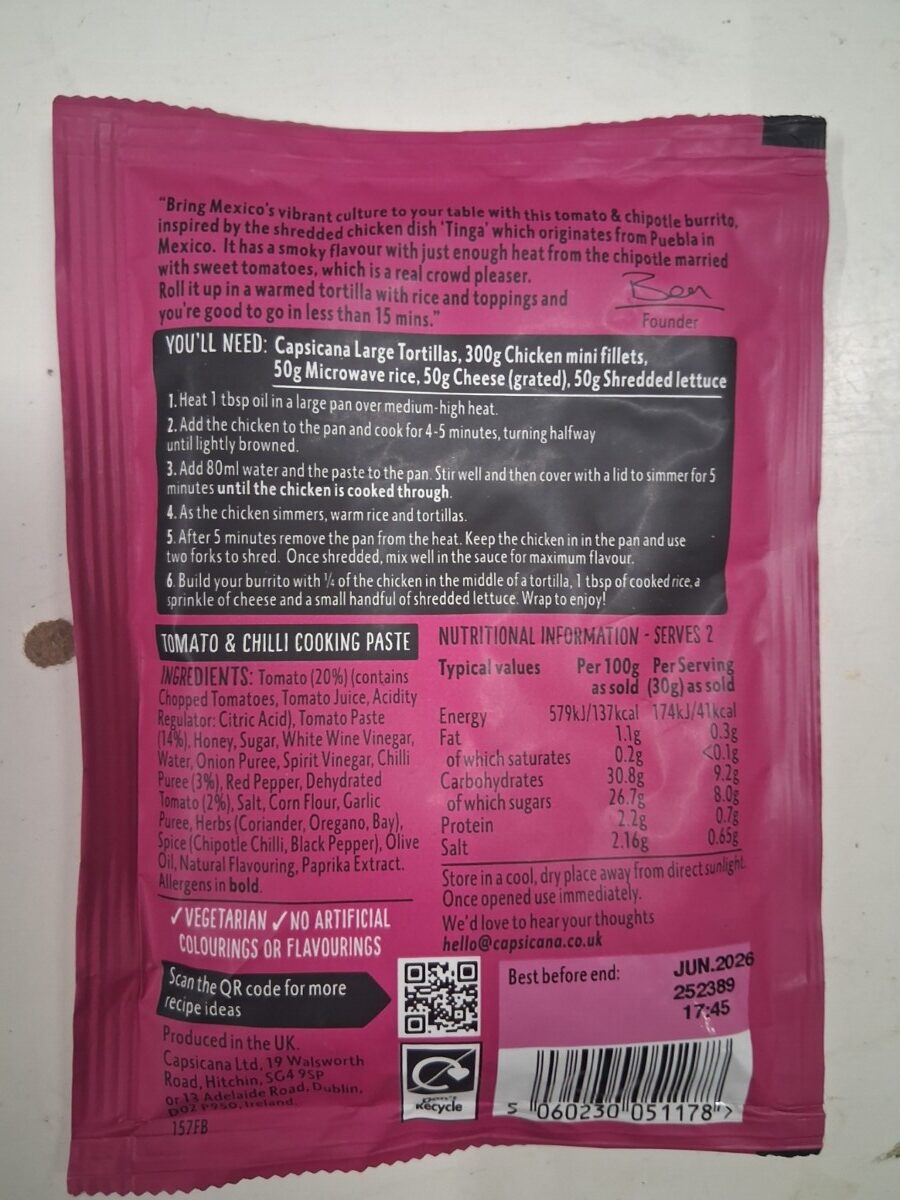 "Bring Mexico's vibrant culture to your table with this tomato & chipotle burrito,
inspired by the shredded chicken dish 'Tinga' which originates from Puebla in
Mexico. It has a smoky flavour with just enough heat from the chipotle married
with sweet tomatoes, which is a real crowd pleaser.
Roll it up in a warmed tortilla with rice and toppings and
you're good to go in less than 15 mins."
Ben
Founder
YOU'LL NEED: Capsicana Large Tortillas, 300g Chicken mini fillets,
50g Microwave rice, 50g Cheese (grated), 50g Shredded lettuce
1. Heat 1 tbsp oil in a large pan over medium-high heat.
2. Add the chicken to the pan and cook for 4-5 minutes, turning halfway
until lightly browned.
3. Add 80ml water and the paste to the pan. Stir well and then cover with a lid to simmer for 5
minutes until the chicken is cooked through.
4. As the chicken simmers, warm rice and tortillas.
5. After 5 minutes remove the pan from the heat. Keep the chicken in in the pan and use
two forks to shred. Once shredded, mix well in the sauce for maximum flavour.
6. Build your burrito with ¼ of the chicken in the middle of a tortilla, 1 tbsp of cooked rice, a
sprinkle of cheese and a small handful of shredded lettuce. Wrap to enjoy!
TOMATO & CHILLI COOKING PASTE
INGREDIENTS: Tomato (20%) (contains
Chopped Tomatoes, Tomato Juice, Acidity
Regulator: Citric Acid), Tomato Paste
(14%), Honey, Sugar, White Wine Vinegar,
Water, Onion Puree, Spirit Vinegar, Chilli
Puree (3%), Red Pepper, Dehydrated
Tomato (2%), Salt, Corn Flour, Garlic
Puree, Herbs (Coriander, Oregano, Bay),
Spice (Chipotle Chilli, Black Pepper), Olive
Oil, Natural Flavouring, Paprika Extract.
Allergens in bold.
✓ VEGETARIAN ✓ NO ARTIFICIAL
COLOURINGS OR FLAVOURINGS
Scan the QR code for more
recipe ideas
Produced in the UK.
Capsicana Ltd, 19 Walsworth
Road, Hitchin, SG4 9SP
Or 13 Adelaide Road, Dublin,
D02 P950, Ireland.
157FB
NUTRITIONAL INFORMATION - SERVES 2
Typical values Per 100g Per Serving
as sold (30g) as sold
Energy 579kJ/137kcal 174kJ/41kcal
Fat 1.1g 0.3g
of which saturates 0.2g <0.1g
Carbohydrates 30.8g 9.2g
of which sugars 26.7g 8.0g
Protein 2.2g 0.7g
Salt 2.16g 0.65g
Store in a cool, dry place away from direct sunlight.
Once opened use immediately.
We'd love to hear your thoughts
hello@capsicana.co.uk
Best before end: JUN.2026
252389
17:45
Don't
Recycle
5 060230 051178 >